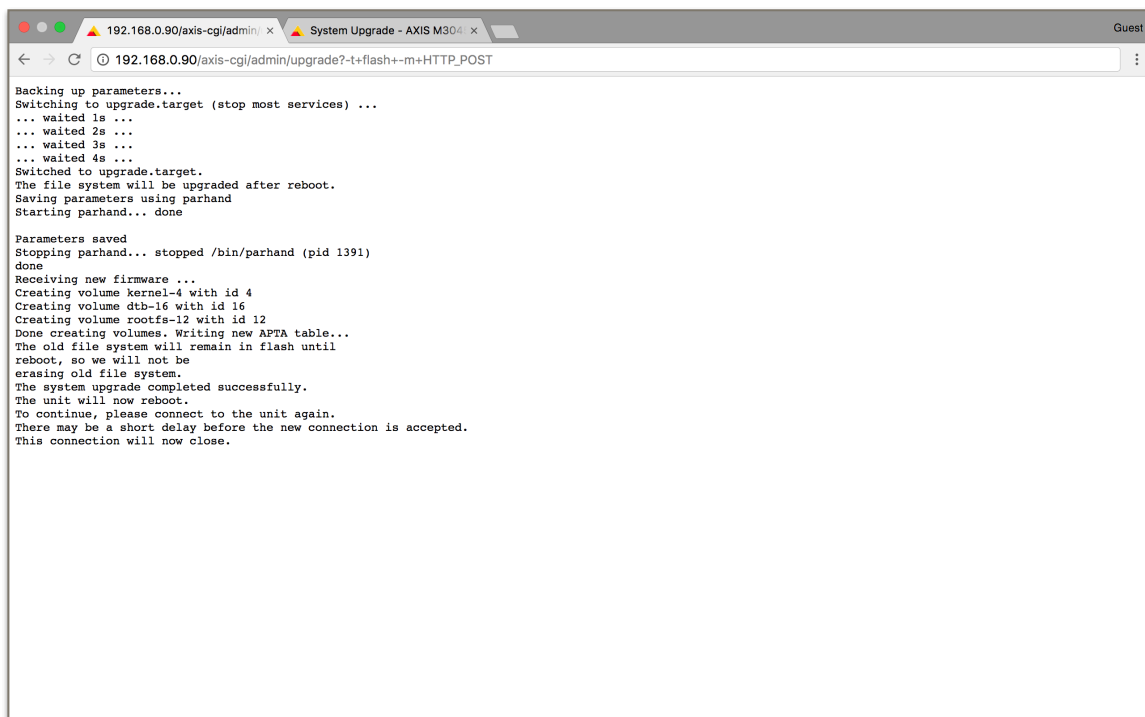 192.168.0.90/axis-cgi/admin/
System Upgrade - AXIS M304
Guest
192.168.0.90/axis-cgi/admin/upgrade?-t+flash+-m+HTTP_POST
Backing up parameters...
Switching to upgrade.target (stop most services) ...
... waited 1s ...
... waited 2s ...
... waited 3s ...
... waited 4s ...
Switched to upgrade.target.
The file system will be upgraded after reboot.
Saving parameters using parhand
Starting parhand... done
Parameters saved
Stopping parhand... stopped /bin/parhand (pid 1391)
done
Receiving new firmware ...
Creating volume kernel-4 with id 4
Creating volume dtb-16 with id 16
Creating volume rootfs-12 with id 12
Done creating volumes. Writing new APTA table...
The old file system will remain in flash until
reboot, so we will not be
erasing old file system.
The system upgrade completed successfully.
The unit will now reboot.
To continue, please connect to the unit again.
There may be a short delay before the new connection is accepted.
This connection will now close.